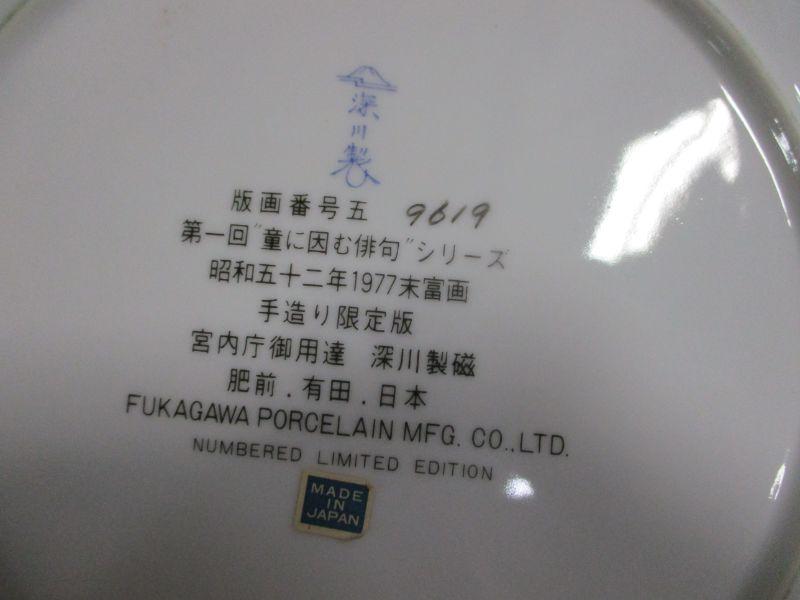 深
川
製
版画番号五 9619
第一回"童に因む俳句"シリーズ
昭和五十二年1977末富画
手造り限定版
宮内庁御用達 深川製磁
肥前.有田.日本
FUKAGAWA PORCELAIN MFG. CO.,LTD.
NUMBERED LIMITED EDITION
MADE
IN
JAPAN